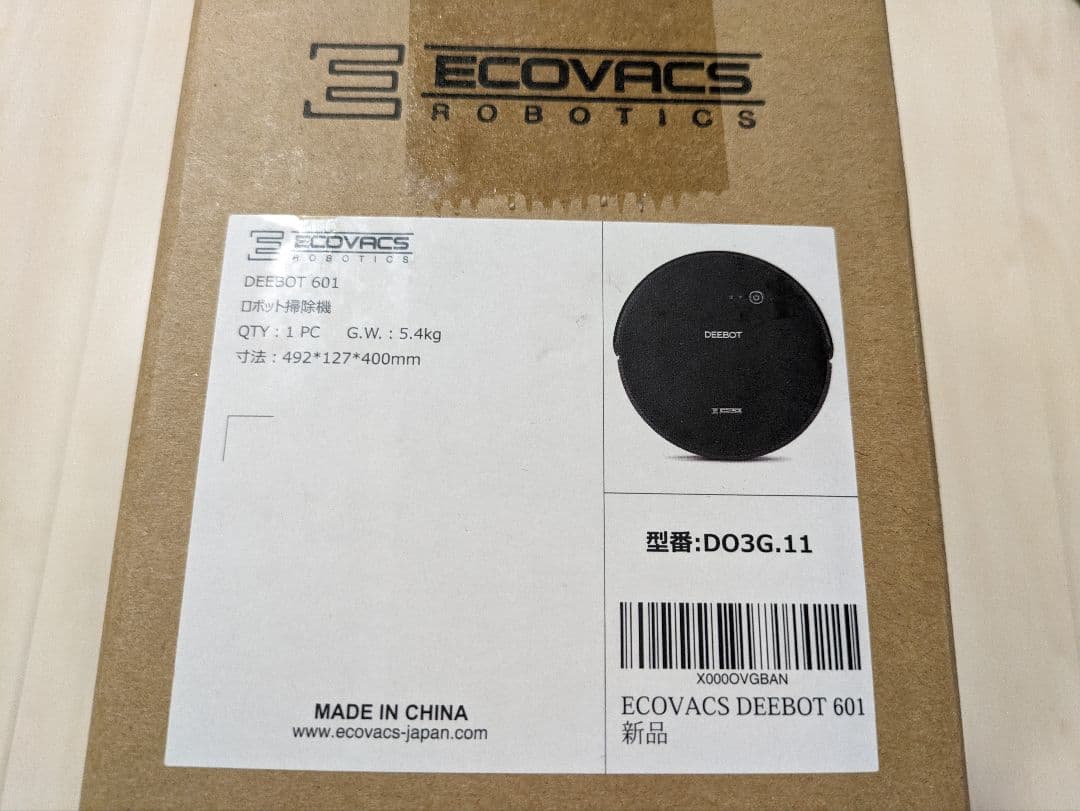 ECOVACS
ROBOTICS
ECOVACS
ROBOTICS
DEEBOT 601
ロボット掃除機
QTY : 1 PC G.W. : 5.4kg
寸法 : 492*127*400mm
MADE IN CHINA
www.ecovacs-japan.com
DEEBOT
ECOVACS
型番:DO3G.11
X000OVGBAN
ECOVACS DEEBOT 601
新品